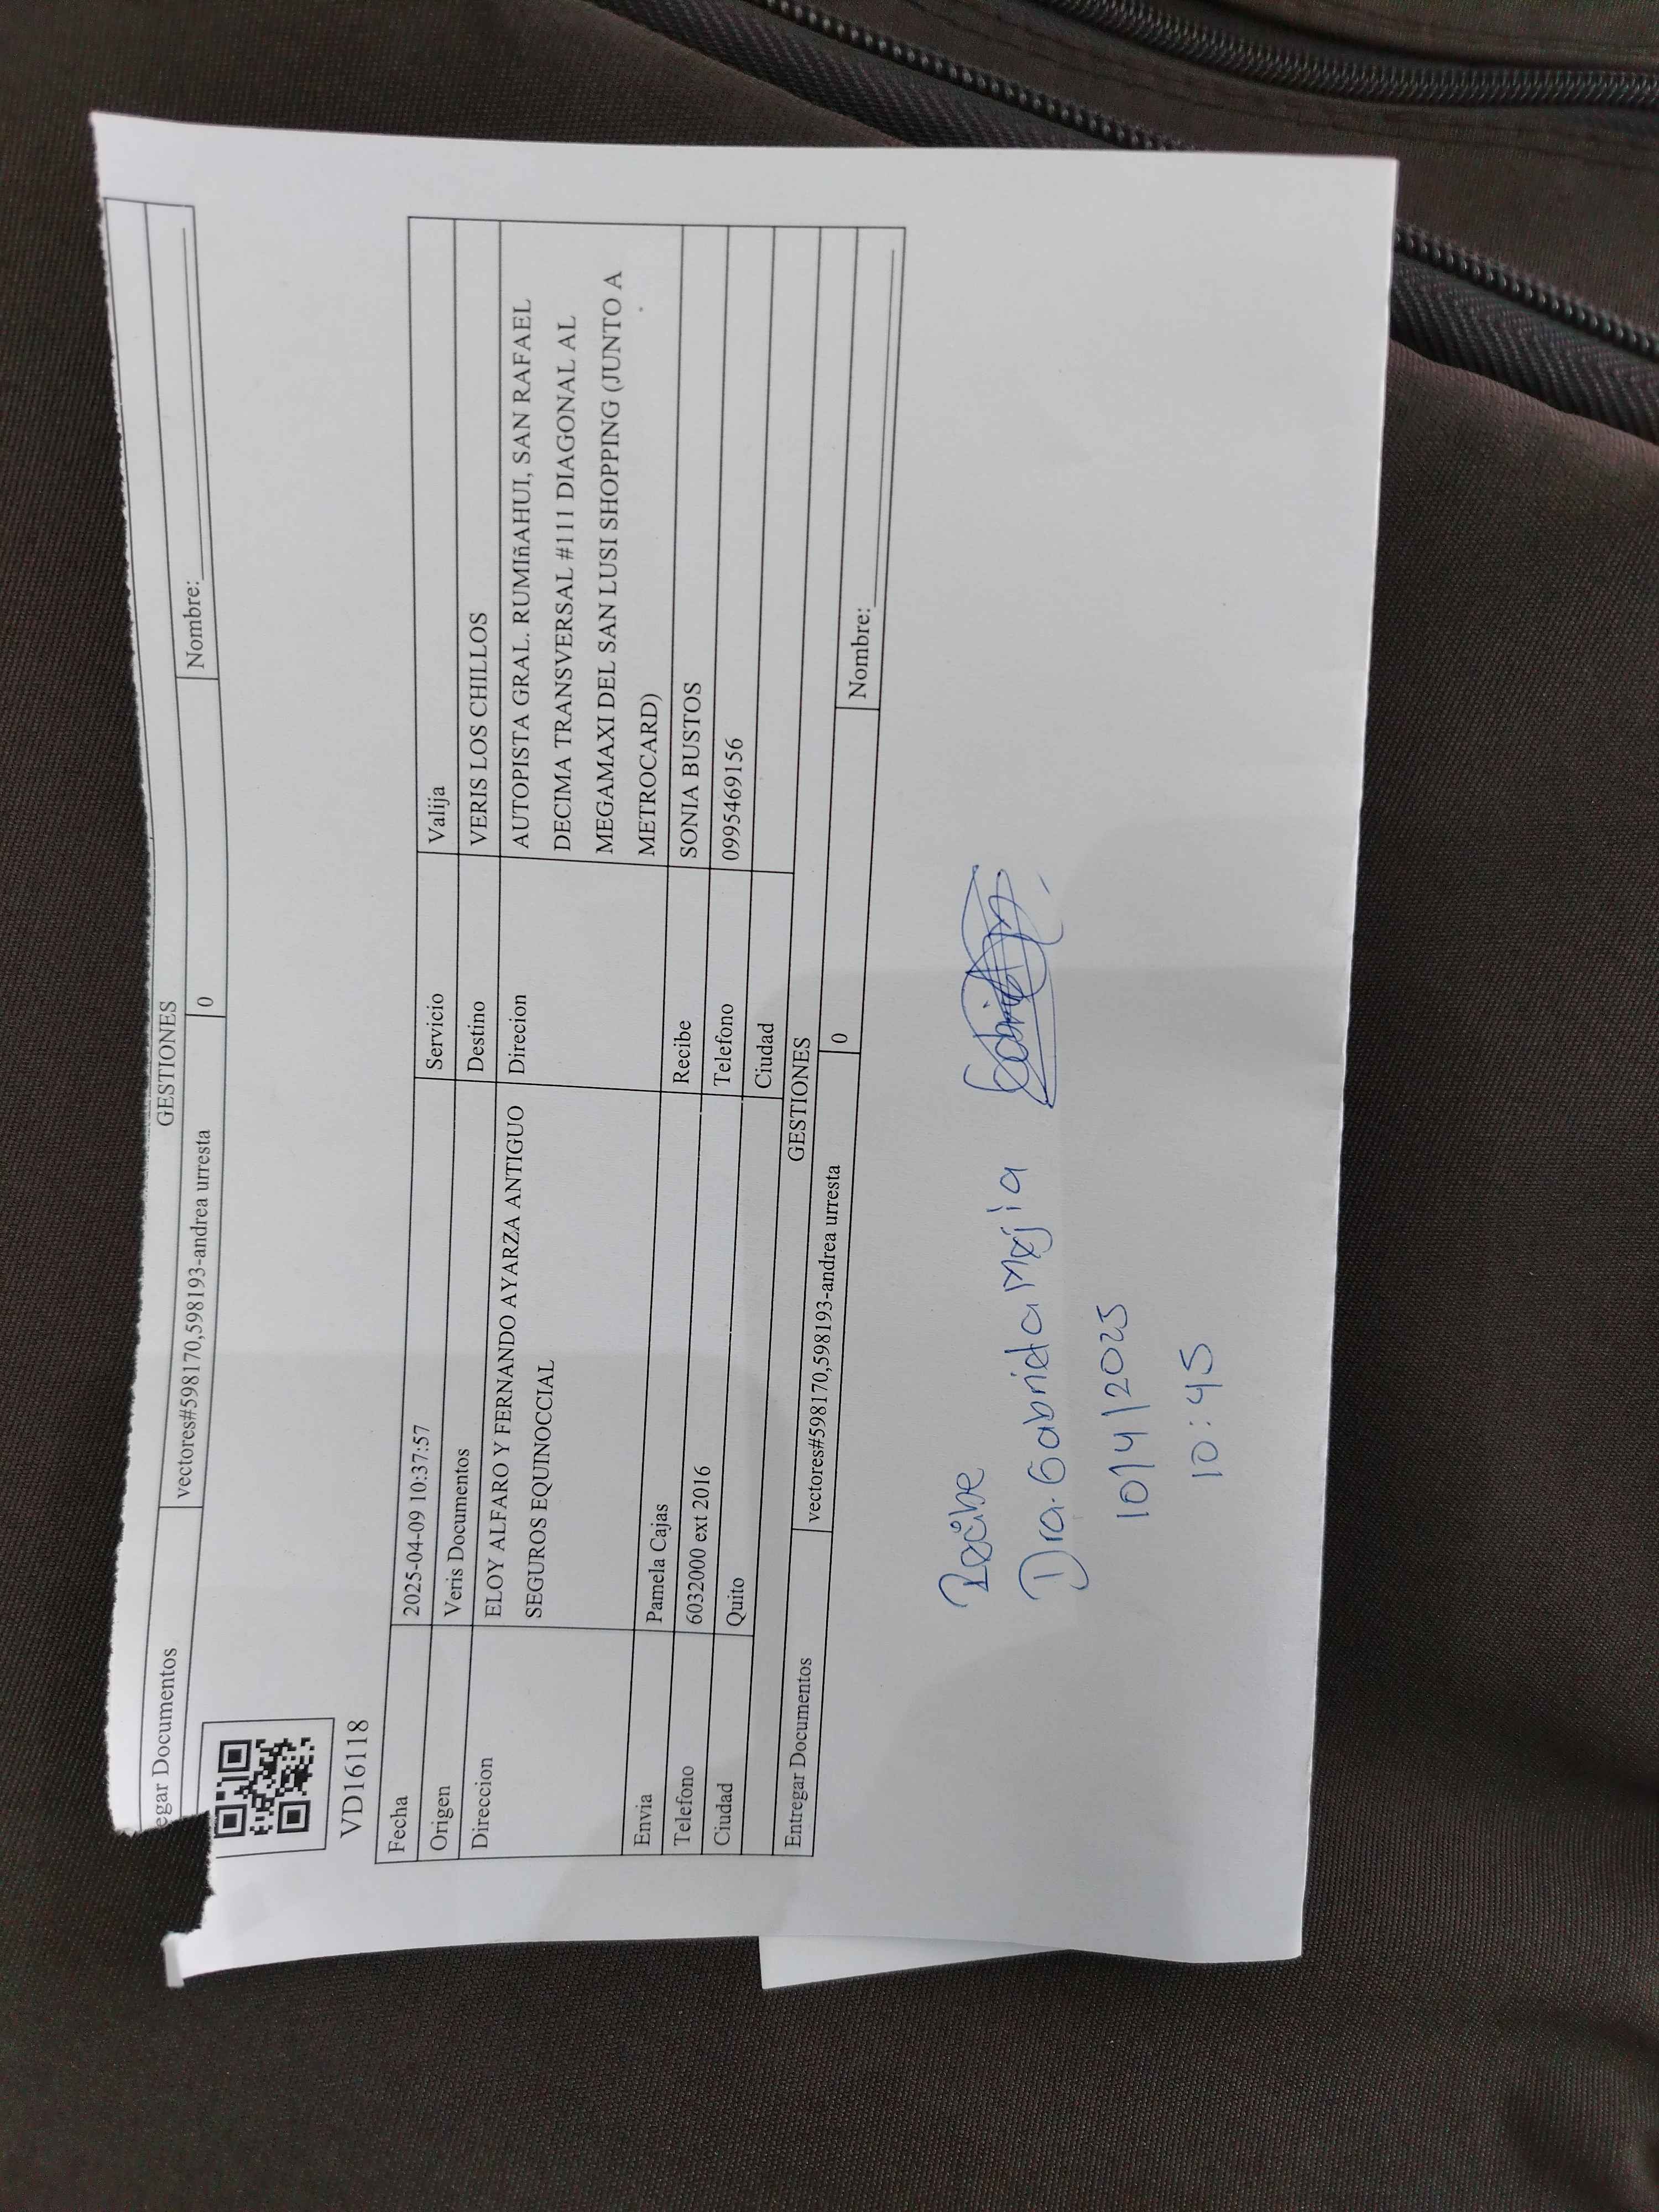 GESTIONES
egar Documentos vectores#598170,598193-andrea urresta 0
Nombre:
VD16118
Fecha 2025-04-09 10:37:57 Servicio Valija
Origen Veris Documentos Destino VERIS LOS CHILLOS
Direccion ELOY ALFARO Y FERNANDO AYARZA ANTIGUO Direcion AUTOPISTA GRAL. RUMIñAHUI, SAN RAFAEL
SEGUROS EQUINOCCIAL DECIMA TRANSVERSAL #111 DIAGONAL AL
MEGAMAXI DEL SAN LUSI SHOPPING (JUNTO A
METROCARD)
Envia Pamela Cajas Recibe SONIA BUSTOS
Telefono 6032000 ext 2016 Telefono 0995469156
Ciudad Quito Ciudad
GESTIONES
Entregar Documentos vectores#598170,598193-andrea urresta 0
Nombre:
Recibe
Dra. Gabriela Mejia
10/4/2025
10:45